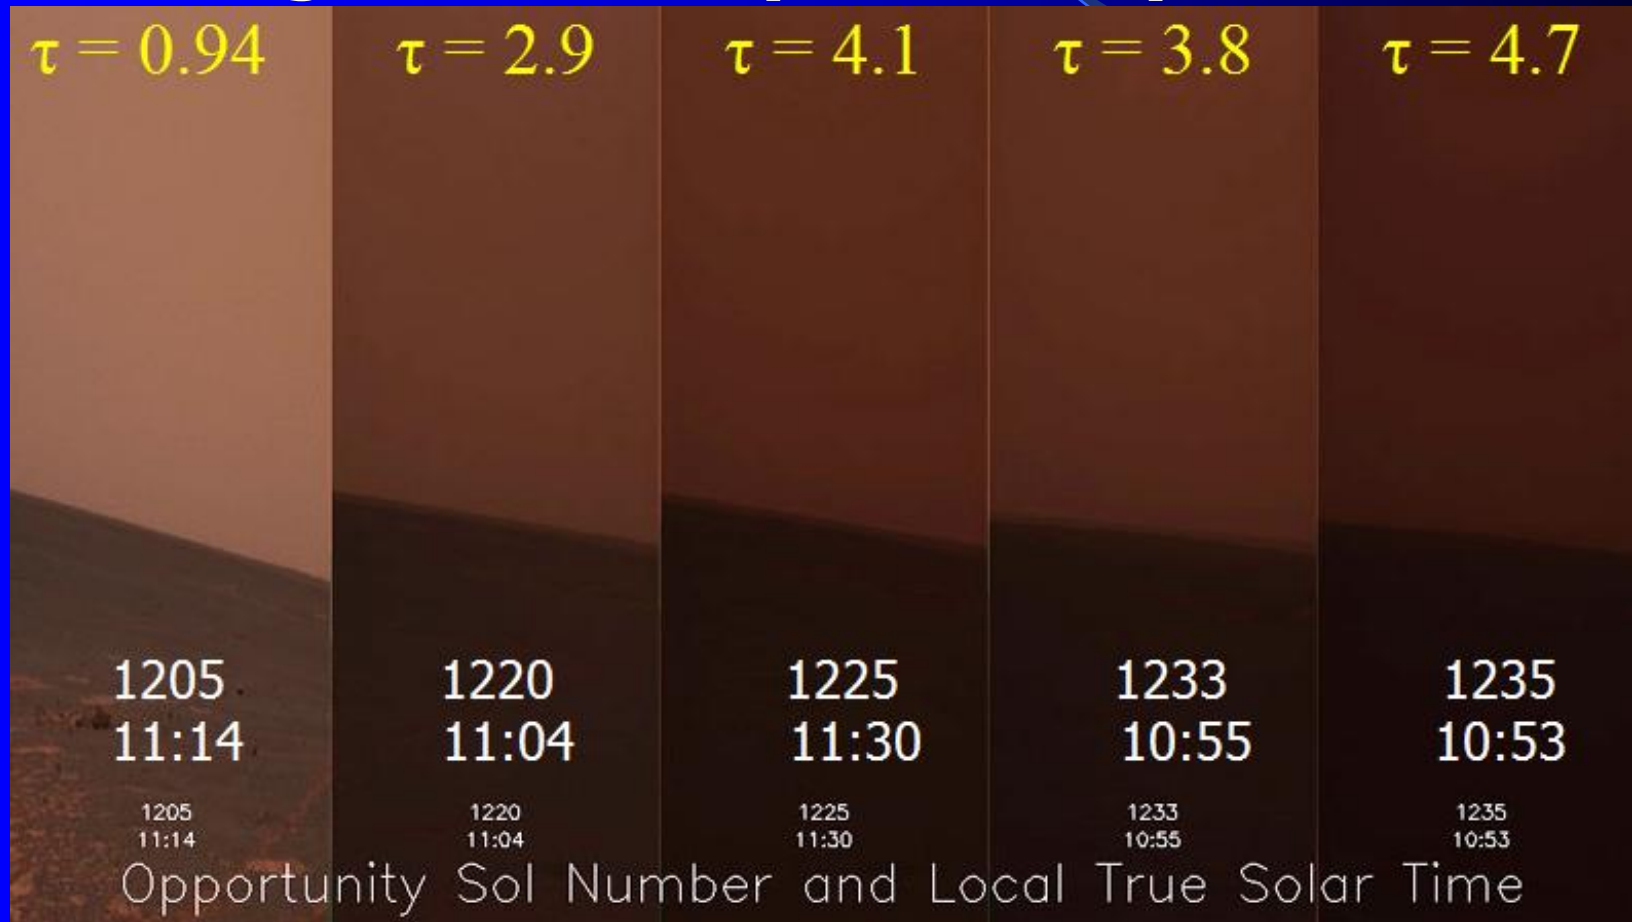 τ = 0.94 τ = 2.9 τ = 4.1 τ = 3.8 τ = 4.7
1205 1220 1225 1233 1235
11:14 11:04 11:30 10:55 10:53
1205 1220 1225 1233 1235
11:14 11:04 11:30 10:55 10:53
Opportunity Sol Number and Local True Solar Time